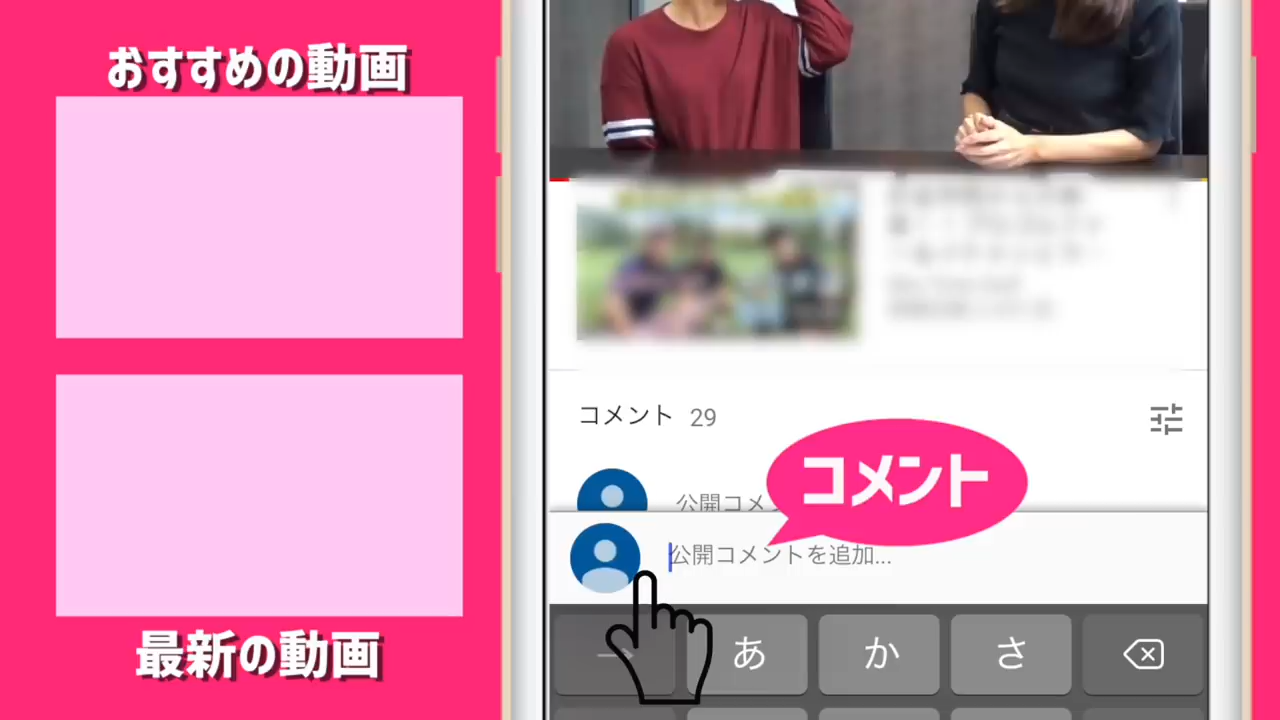 おすすめの動画
最新の動画
コメント 29
コメント
公開コメ
公開コメントを追加...
あ
か
さ